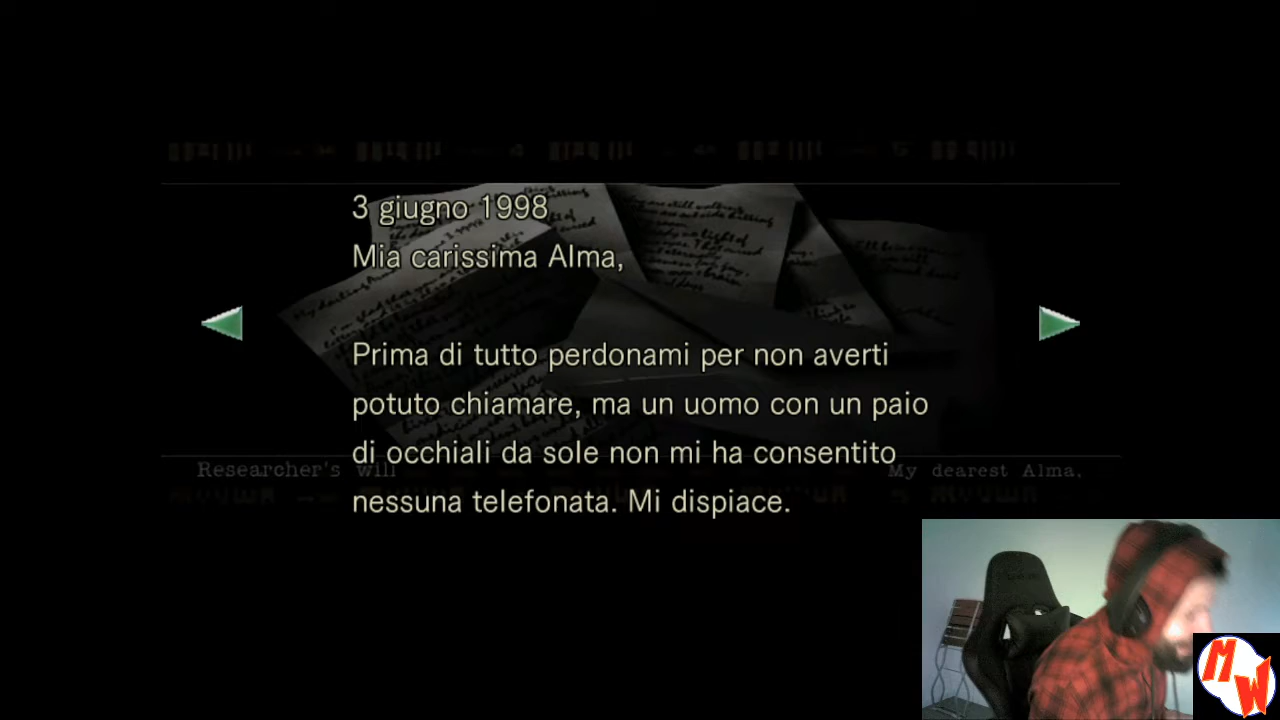 3 giugno 1998
Mia carissima Alma,
Prima di tutto perdonami per non averti
potuto chiamare, ma un uomo con un paio
di occhiali da sole non mi ha consentito
nessuna telefonata. Mi dispiace.
Researcher's will
My dearest Alma,
MW